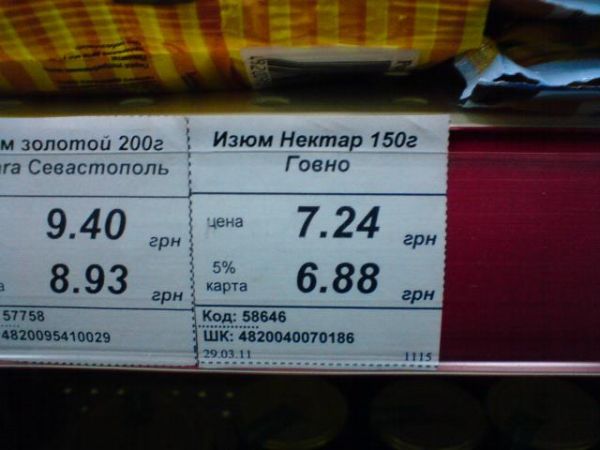 м золотой 200г
ara Севастополь
9.40 грн
8.93 грн
57758
4820095410029
Изюм Нектар 150г
Говно
цена 7.24 грн
5% карта 6.88 грн
Код: 58646
ШК: 4820040070186
29.03.11 1115